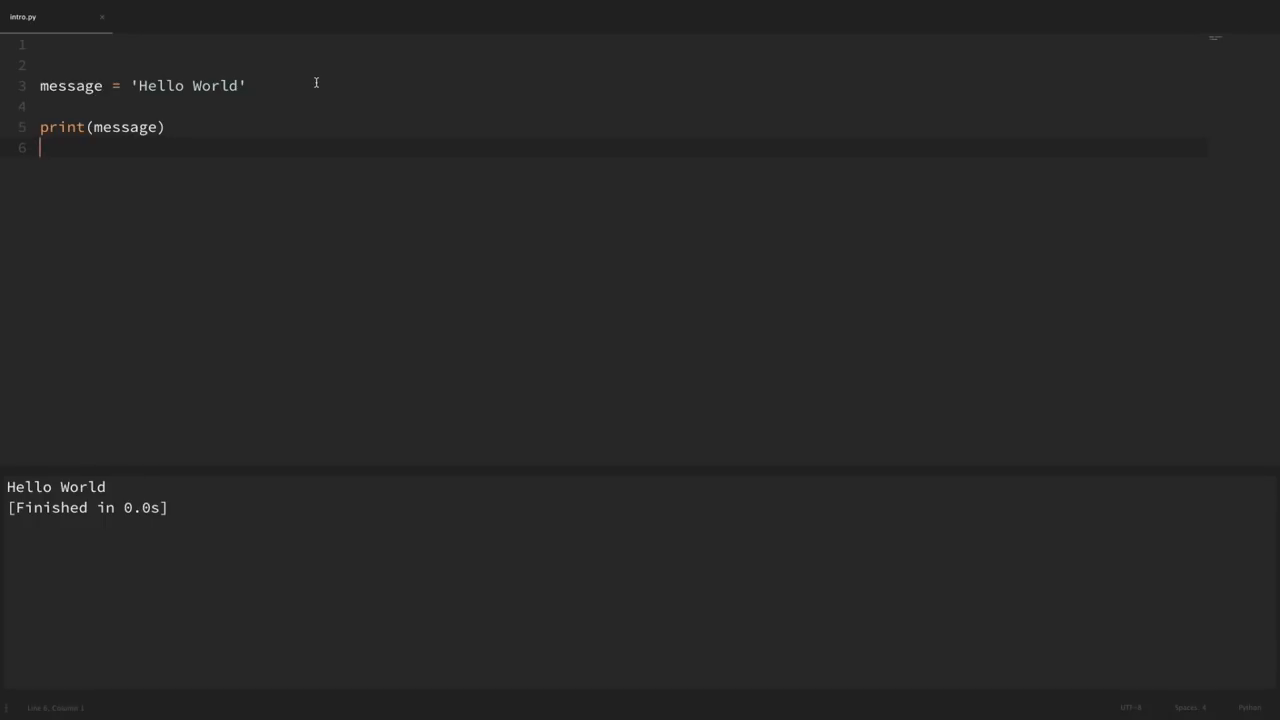 intro.py ×
1
2
3 message = 'Hello World'
4
5 print(message)
6
Hello World
[Finished in 0.0s]
Line 6, Column 1 UTF-8 Spaces: 4 Python